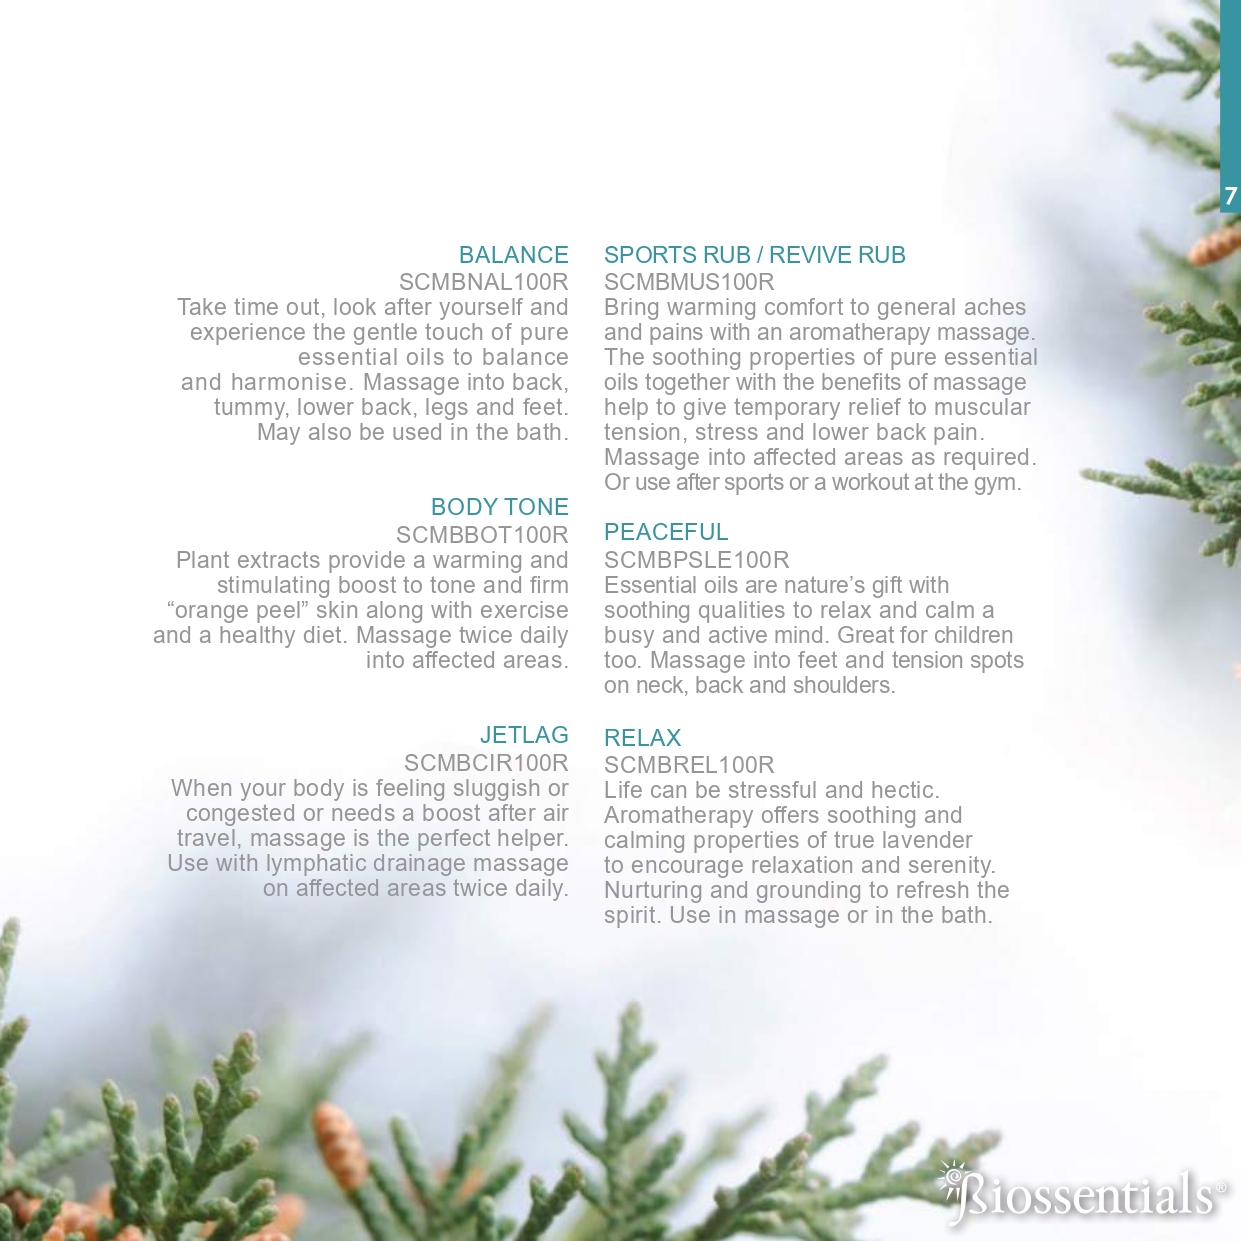 7
BALANCE
SCMBNAL100R
Take time out, look after yourself and
experience the gentle touch of pure
essential oils to balance
and harmonise. Massage into back,
tummy, lower back, legs and feet.
May also be used in the bath.
BODY TONE
SCMBBOT100R
Plant extracts provide a warming and
stimulating boost to tone and firm
“orange peel” skin along with exercise
and a healthy diet. Massage twice daily
into affected areas.
JETLAG
SCMBCIR100R
When your body is feeling sluggish or
congested or needs a boost after air
travel, massage is the perfect helper.
Use with lymphatic drainage massage
on affected areas twice daily.
SPORTS RUB / REVIVE RUB
SCMBMUS100R
Bring warming comfort to general aches
and pains with an aromatherapy massage.
The soothing properties of pure essential
oils together with the benefits of massage
help to give temporary relief to muscular
tension, stress and lower back pain.
Massage into affected areas as required.
Or use after sports or a workout at the gym.
PEACEFUL
SCMBPSLE100R
Essential oils are nature’s gift with
soothing qualities to relax and calm a
busy and active mind. Great for children
too. Massage into feet and tension spots
on neck, back and shoulders.
RELAX
SCMBREL100R
Life can be stressful and hectic.
Aromatherapy offers soothing and
calming properties of true lavender
to encourage relaxation and serenity.
Nurturing and grounding to refresh the
spirit. Use in massage or in the bath.
Biossentials®